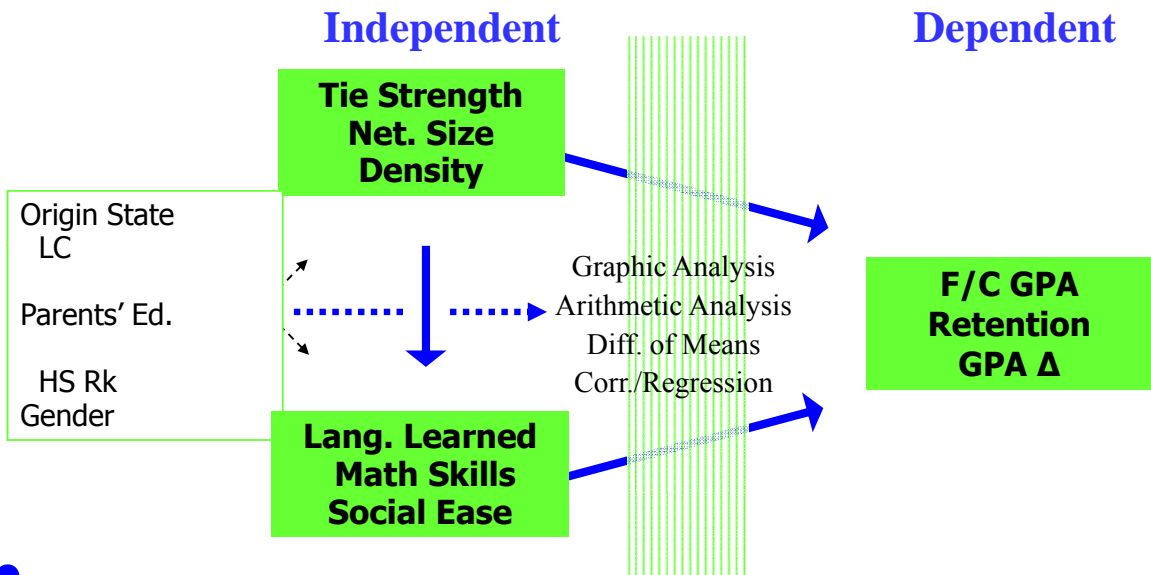 Independent
Dependent
Tie Strength
Net. Size
Density
Origin State
LC
Parents’ Ed.
HS Rk
Gender
Lang. Learned
Math Skills
Social Ease
Graphic Analysis
Arithmetic Analysis
Diff. of Means
Corr./Regression
F/C GPA
Retention
GPA Δ